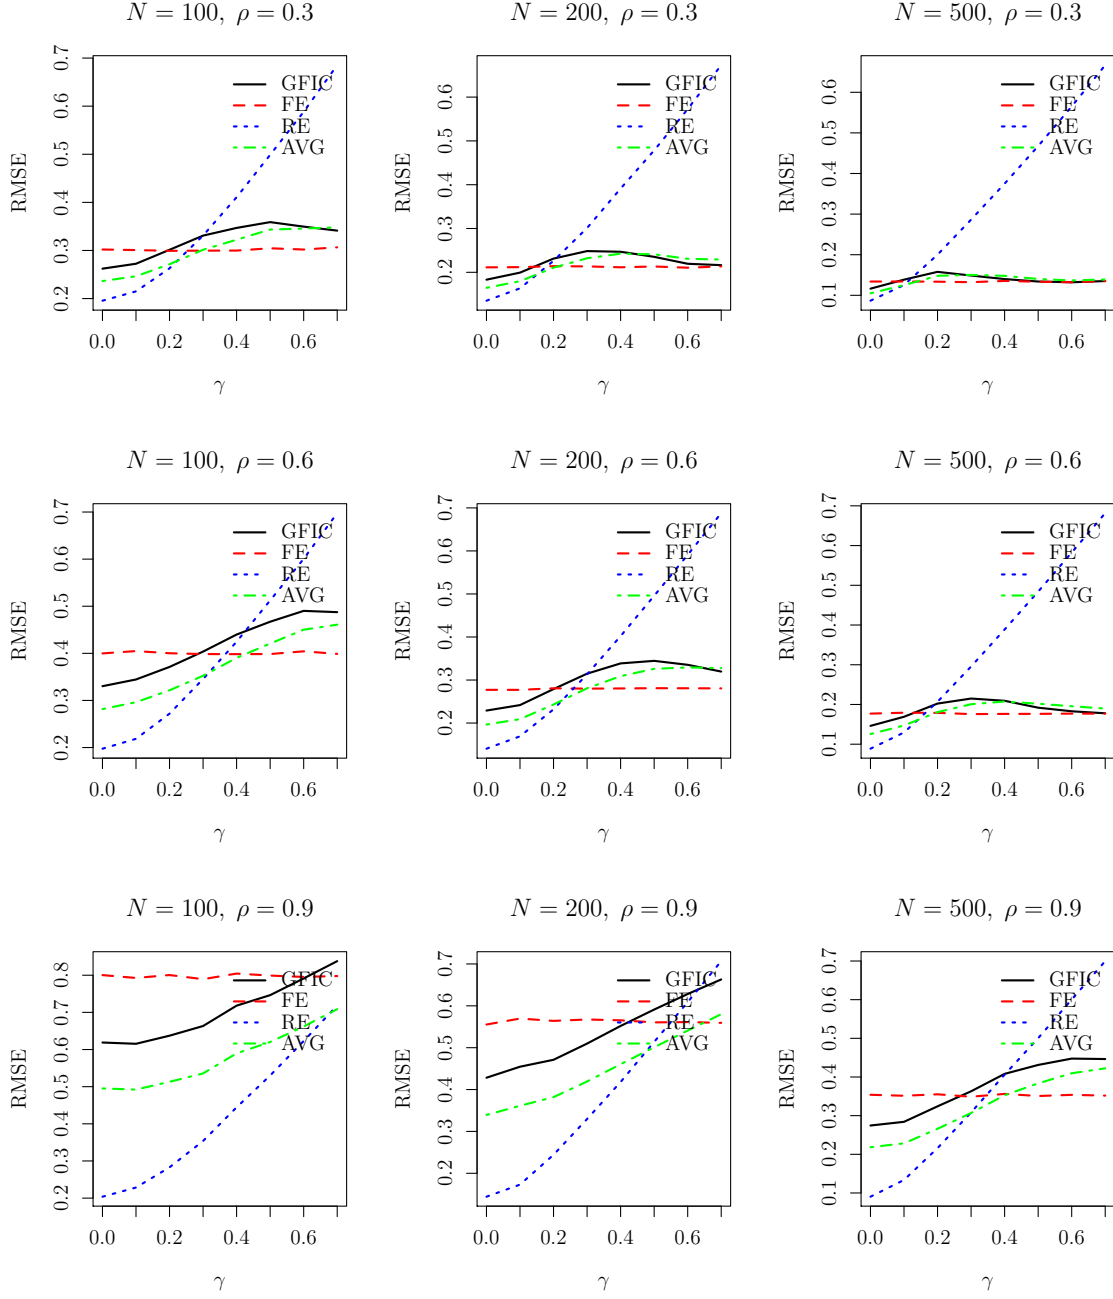 N = 100, ρ = 0.3
RMSE
0.7
0.6
0.5
0.4
0.3
0.2
GFIC
FE
RE
AVG
0.0 0.2 0.4 0.6
γ
N = 200, ρ = 0.3
RMSE
0.6
0.5
0.4
0.3
0.2
GFIC
FE
RE
AVG
0.0 0.2 0.4 0.6
γ
N = 500, ρ = 0.3
RMSE
0.6
0.5
0.4
0.3
0.2
0.1
GFIC
FE
RE
AVG
0.0 0.2 0.4 0.6
γ
N = 100, ρ = 0.6
RMSE
0.7
0.6
0.5
0.4
0.3
0.2
GFIC
FE
RE
AVG
0.0 0.2 0.4 0.6
γ
N = 200, ρ = 0.6
RMSE
0.7
0.6
0.5
0.4
0.3
0.2
GFIC
FE
RE
AVG
0.0 0.2 0.4 0.6
γ
N = 500, ρ = 0.6
RMSE
0.7
0.6
0.5
0.4
0.3
0.2
0.1
GFIC
FE
RE
AVG
0.0 0.2 0.4 0.6
γ
N = 100, ρ = 0.9
RMSE
0.8
0.7
0.6
0.5
0.4
0.3
0.2
GFIC
FE
RE
AVG
0.0 0.2 0.4 0.6
γ
N = 200, ρ = 0.9
RMSE
0.7
0.6
0.5
0.4
0.3
0.2
GFIC
FE
RE
AVG
0.0 0.2 0.4 0.6
γ
N = 500, ρ = 0.9
RMSE
0.7
0.6
0.5
0.4
0.3
0.2
0.1
GFIC
FE
RE
AVG
0.0 0.2 0.4 0.6
γ